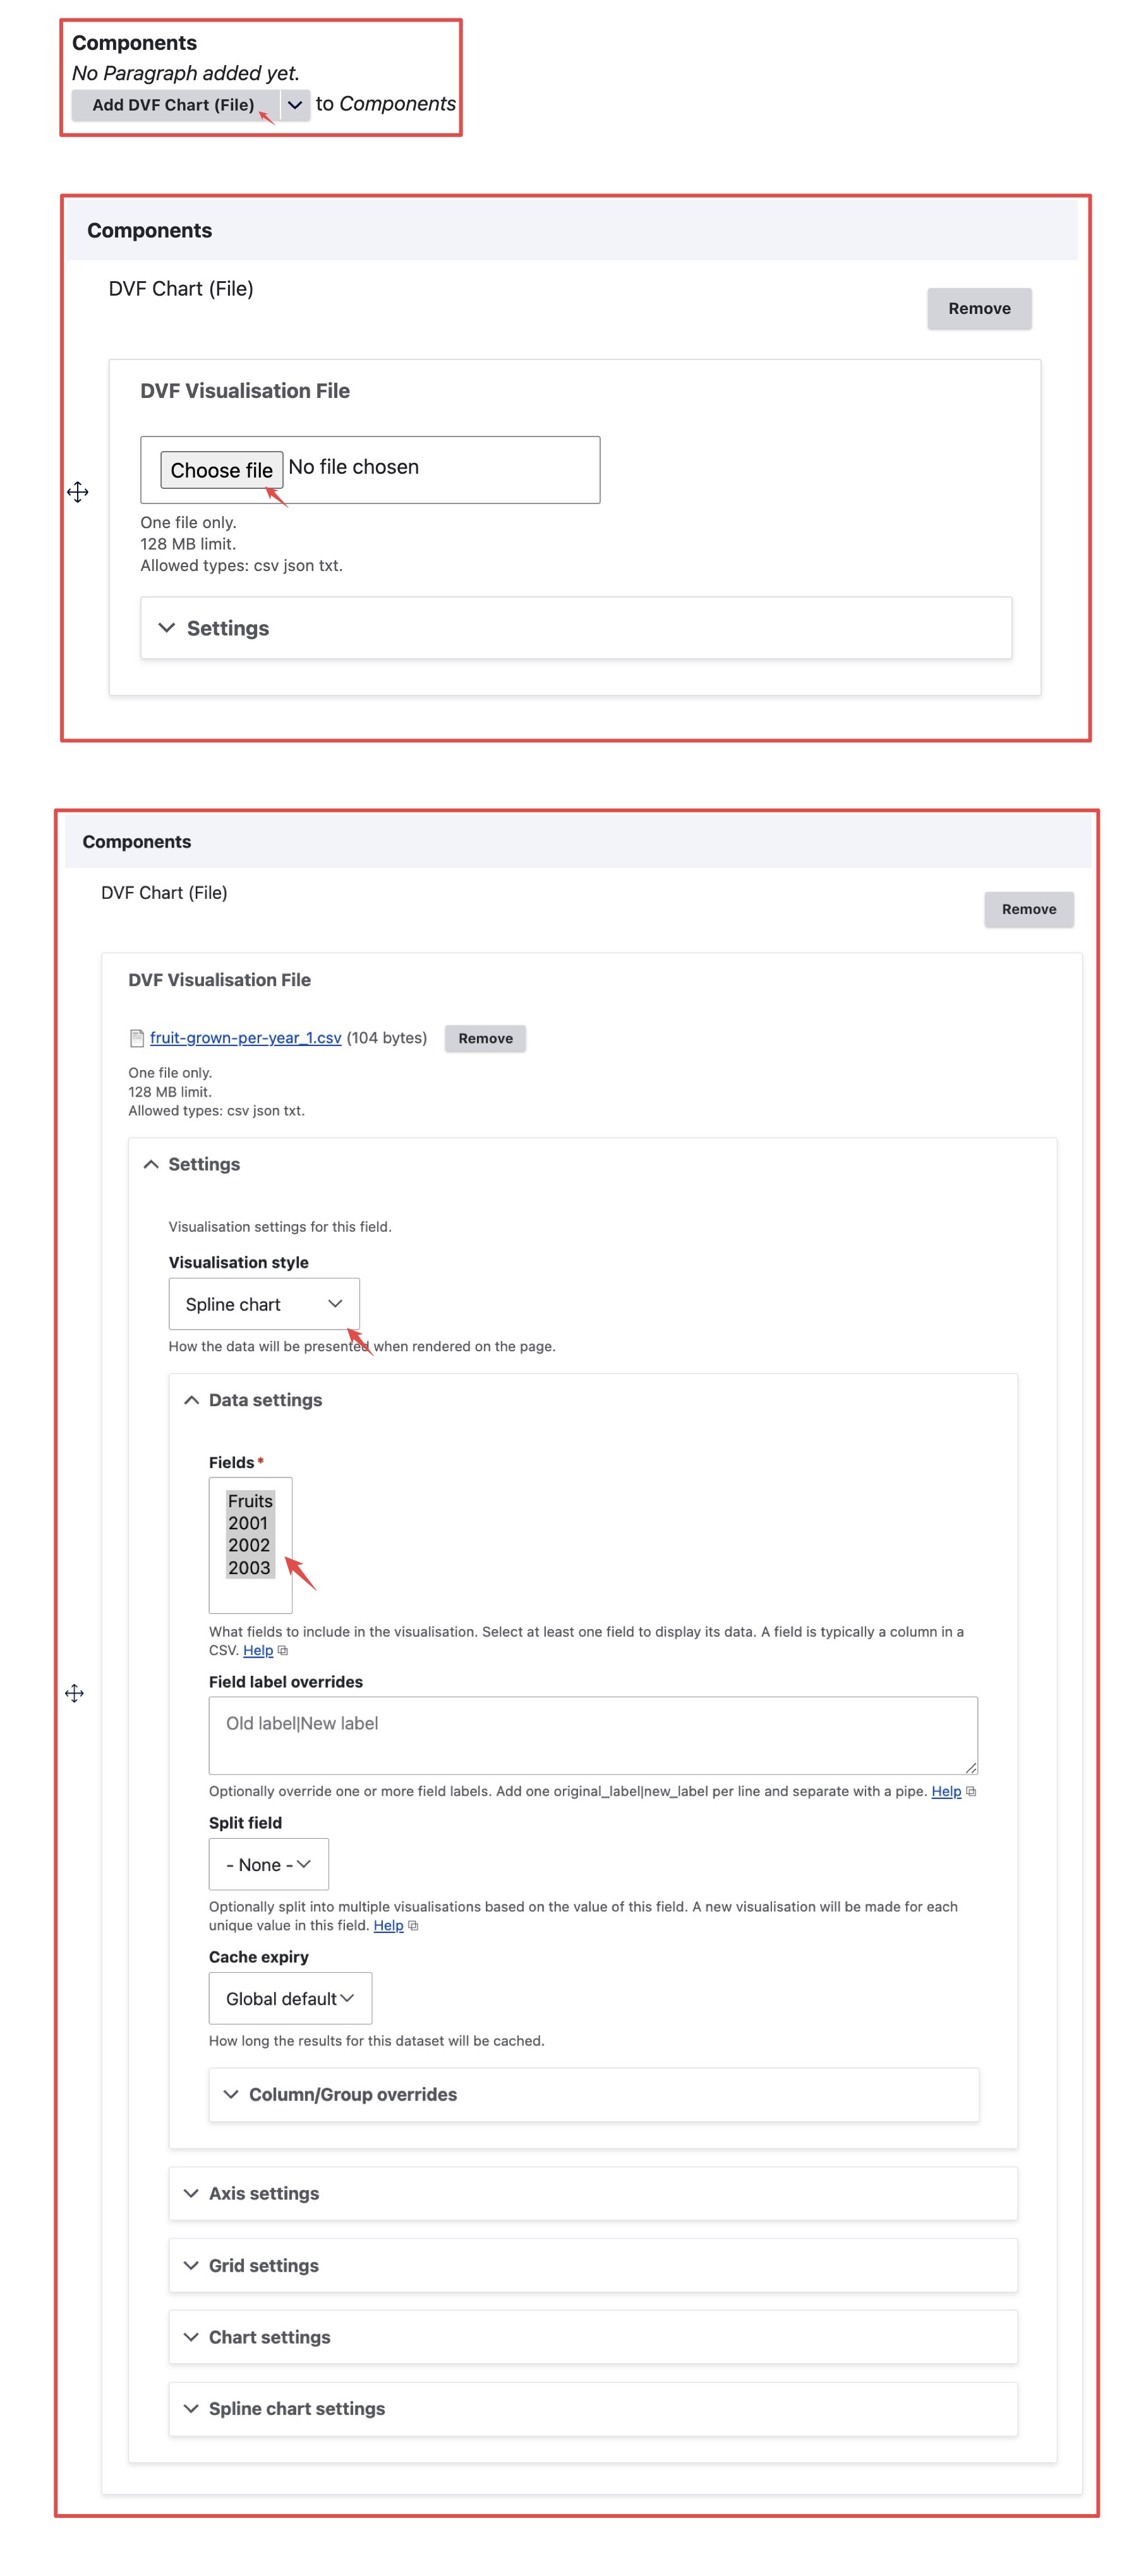 Components
No Paragraph added yet.
Add DVF Chart (File) to Components
Components
DVF Chart (File)
Remove
DVF Visualisation File
Choose file No file chosen
One file only.
128 MB limit.
Allowed types: csv json txt.
Settings
Components
DVF Chart (File)
Remove
DVF Visualisation File
fruit-grown-per-year_1.csv (104 bytes) Remove
One file only.
128 MB limit.
Allowed types: csv json txt.
Settings
Visualisation settings for this field.
Visualisation style
Spline chart
How the data will be presented when rendered on the page.
Data settings
Fields*
Fruits
2001
2002
2003
What fields to include in the visualisation. Select at least one field to display its data. A field is typically a column in a
CSV. Help
Field label overrides
Old label|New label
Optionally override one or more field labels. Add one original_label|new_label per line and separate with a pipe. Help
Split field
- None -
Optionally split into multiple visualisations based on the value of this field. A new visualisation will be made for each
unique value in this field. Help
Cache expiry
Global default
How long the results for this dataset will be cached.
Column/Group overrides
Axis settings
Grid settings
Chart settings
Spline chart settings